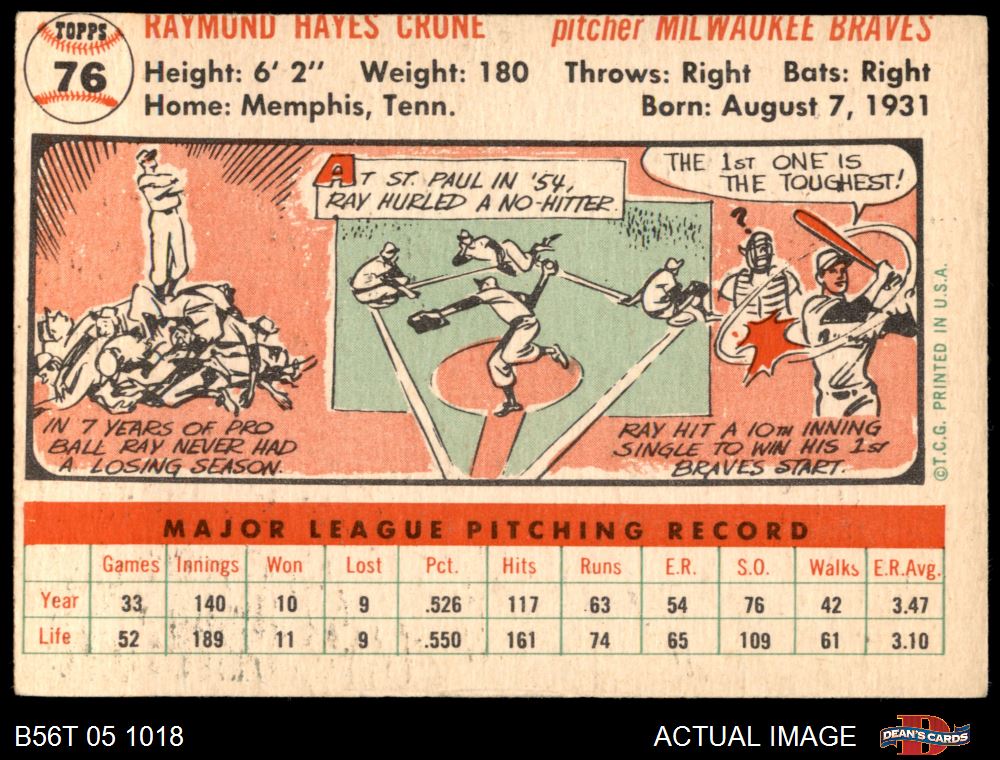 TOPPS
76
RAYMOND HAYES CRONE pitcher MILWAUKEE BRAVES
Height: 6' 2" Weight: 180 Throws: Right Bats: Right
Home: Memphis, Tenn. Born: August 7, 1931
IN 7 YEARS OF PRO
BALL RAY NEVER HAD
A LOSING SEASON.
AT ST. PAUL IN '54,
RAY HURLED A NO-HITTER.
THE 1ST ONE IS
THE TOUGHEST!
?
RAY HIT A 10TH INNING
SINGLE TO WIN HIS 1ST
BRAVES START.
©T.C.G. PRINTED IN U.S.A.
MAJOR LEAGUE PITCHING RECORD
Games Innings Won Lost Pct. Hits Runs E.R. S.O. Walks E.R.Avg.
Year 33 140 10 9 .526 117 63 54 76 42 3.47
Life 52 189 11 9 .550 161 74 65 109 61 3.10
B56T 05 1018 ACTUAL IMAGE DEAN'S CARDS